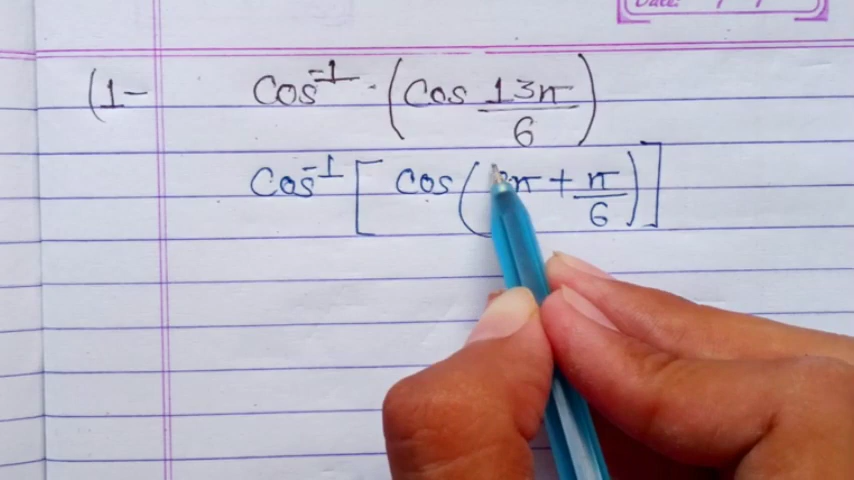 Date:
(1- Cos⁻¹ · (Cos 13π/6)
Cos⁻¹ [ Cos ( π + π/6 ) ]